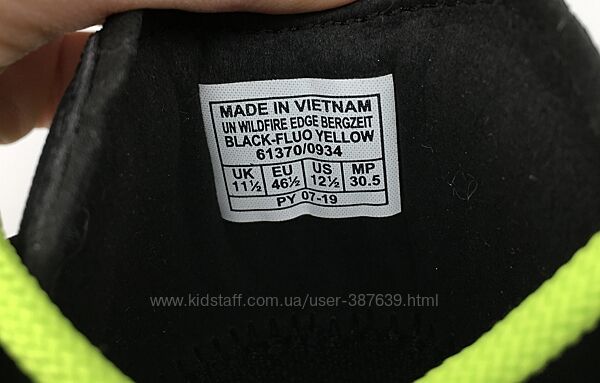 MADE IN VIETNAM
UN WILDFIRE EDGE BERGZEIT
BLACK-FLUO YELLOW
61370/0934
UK EU US MP
11½ 46½ 12½ 30.5
PY 07-19
www.kidstaff.com.ua/user-387639.html